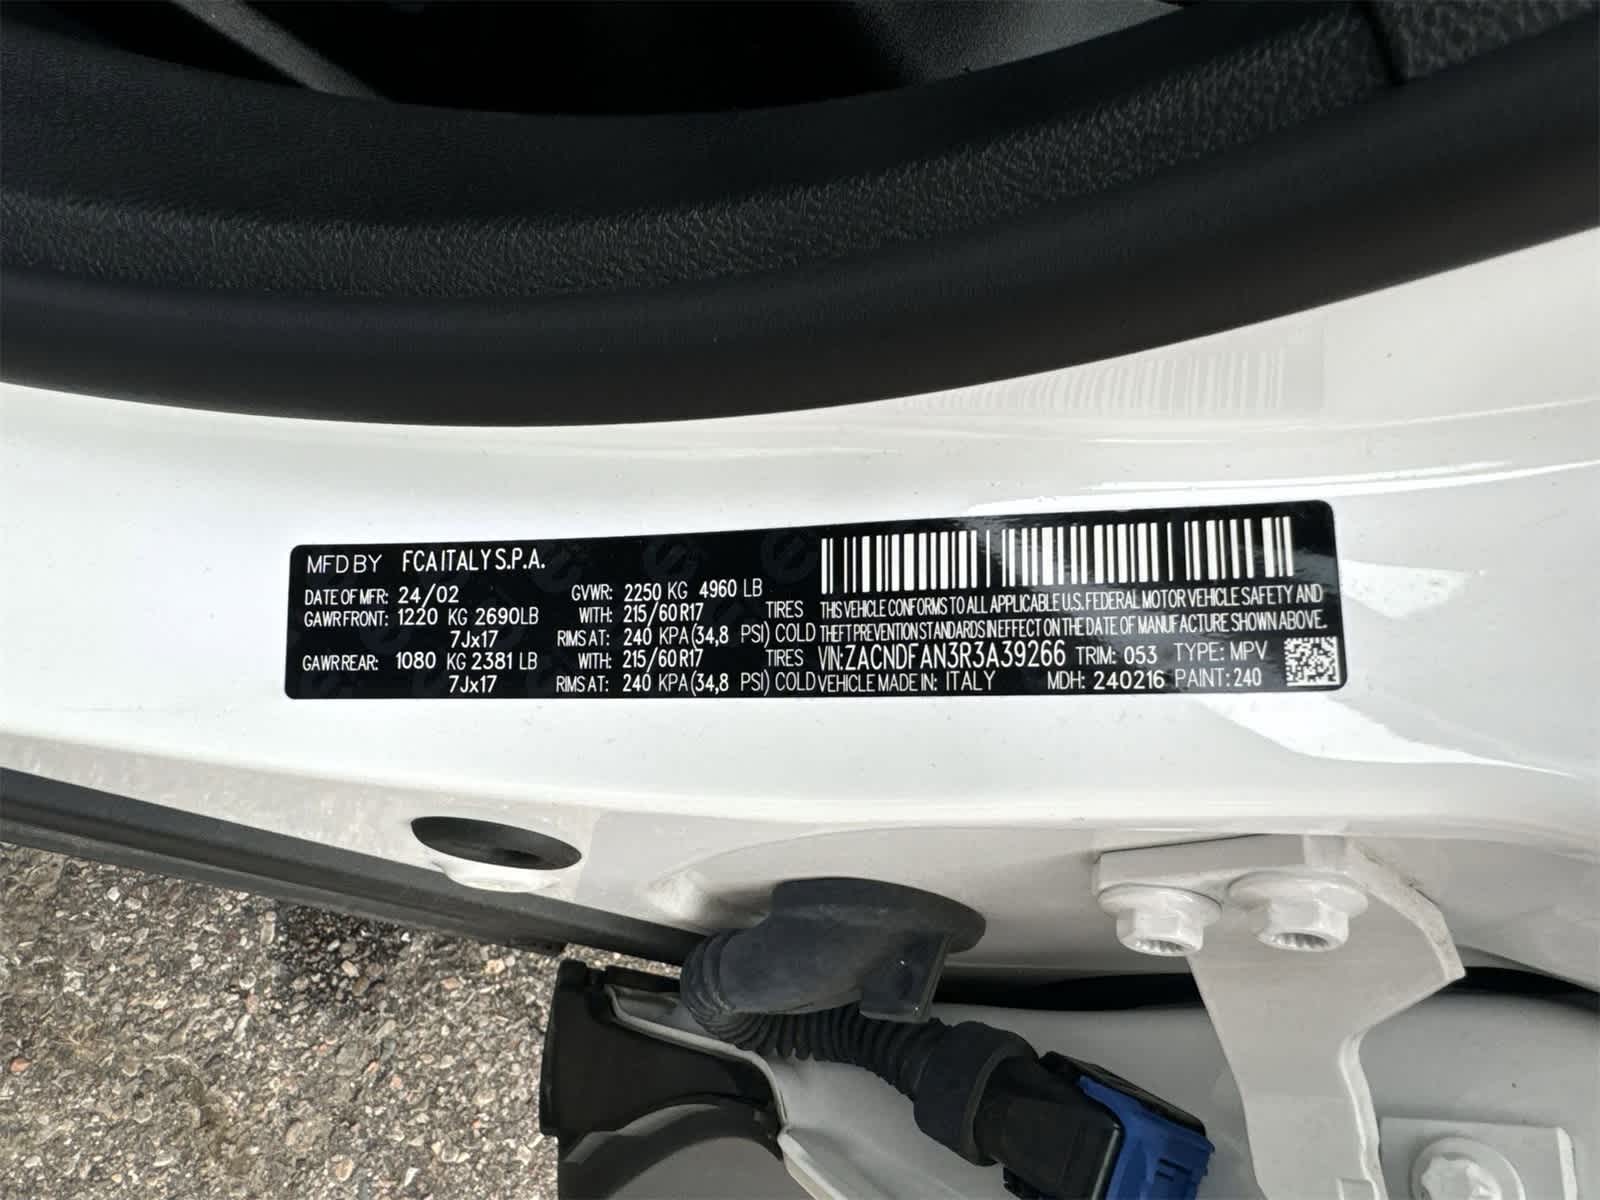 MFD BY FCA ITALY S.P.A.
DATE OF MFR: 24/02 GVWR: 2250 KG 4960 LB
GAWR FRONT: 1220 KG 2690LB WITH: 215/60 R17 TIRES
7Jx17 RIMS AT: 240 KPA(34,8 PSI) COLD
GAWR REAR: 1080 KG 2381 LB WITH: 215/60R17 TIRES
7Jx17 RIMS AT: 240 KPA(34,8 PSI) COLD
THIS VEHICLE CONFORMS TO ALL APPLICABLE U.S. FEDERAL MOTOR VEHICLE SAFETY AND
THEFT PREVENTION STANDARDS IN EFFECT ON THE DATE OF MANUFACTURE SHOWN ABOVE.
VIN:ZACNDFAN3R3A39266 TRIM: 053 TYPE: MPV
VEHICLE MADE IN: ITALY MDH: 240216 PAINT: 240